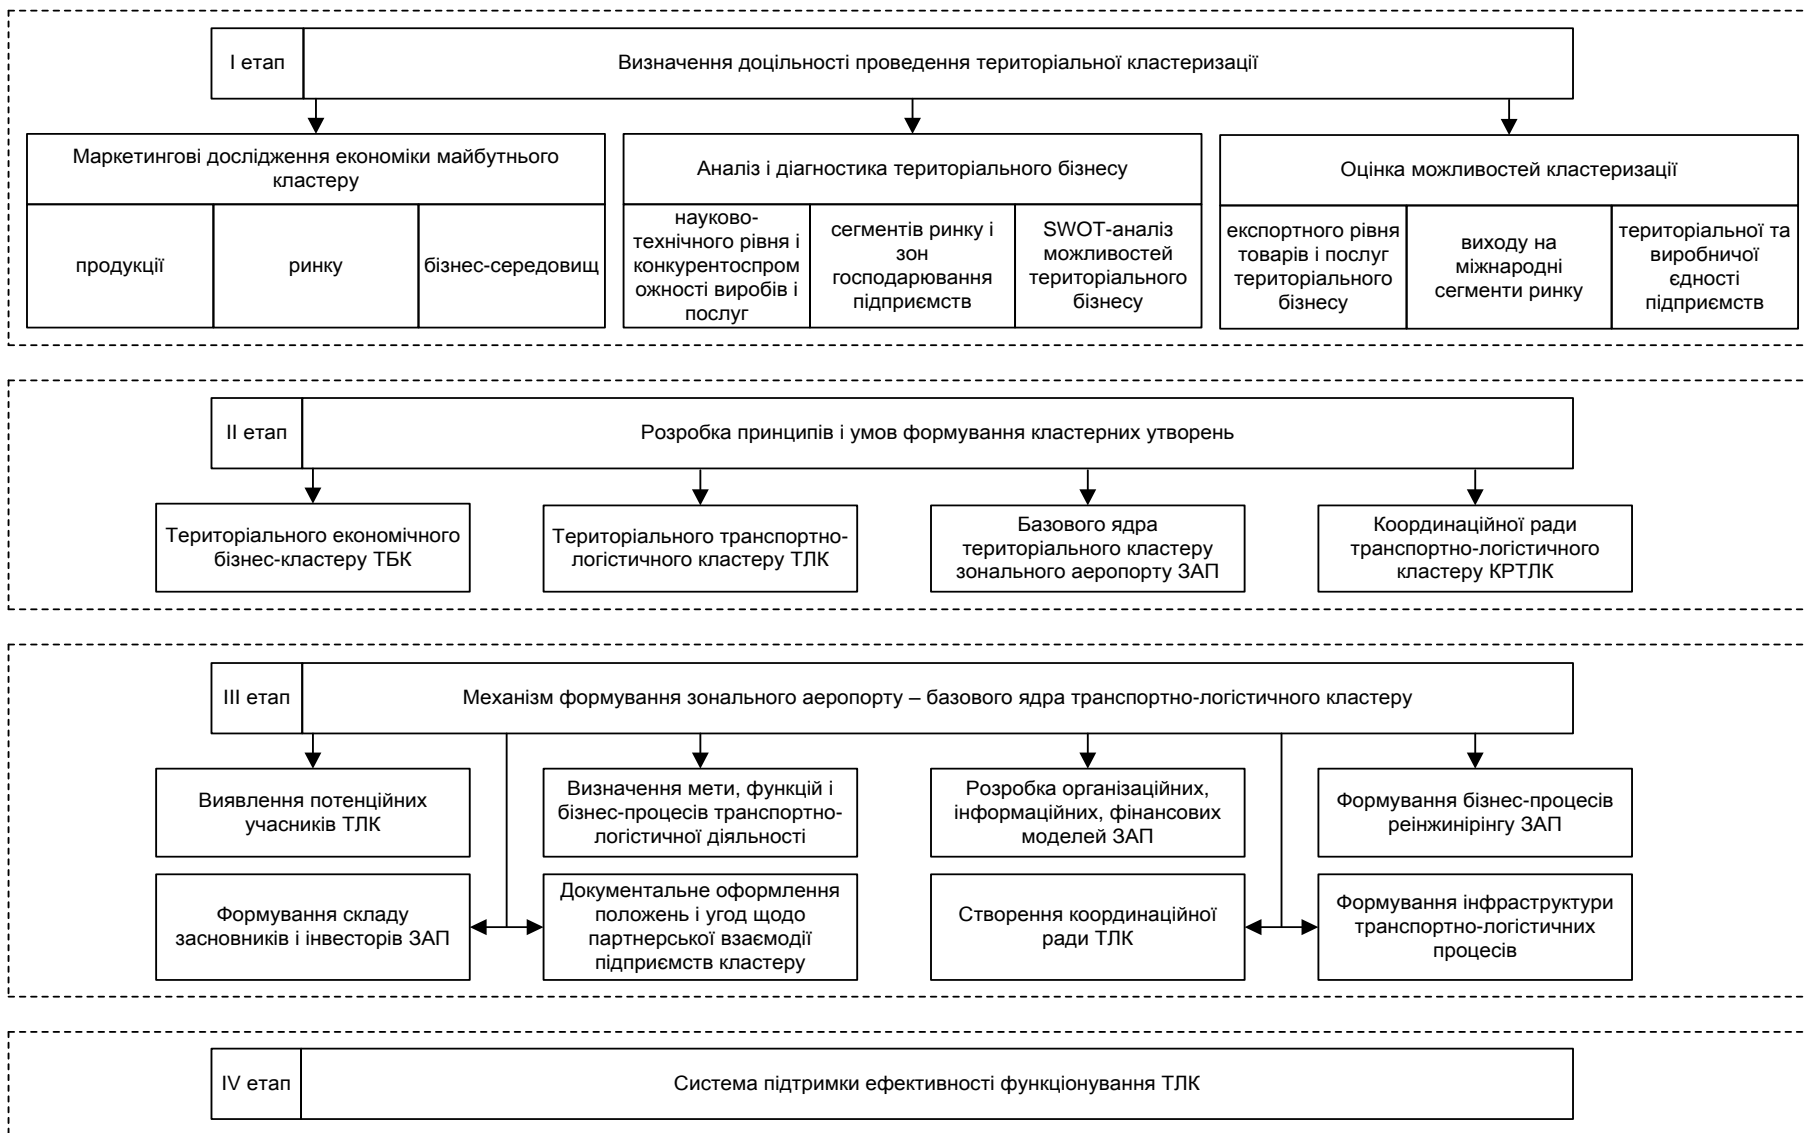 I етап
Визначення доцільності проведення територіальної кластеризації
Маркетингові дослідження економіки майбутнього
кластеру
продукції
ринку
бізнес-середовищ
Аналіз і діагностика територіального бізнесу
науково-
технічного рівня і
конкурентоспром
ожності виробів і
послуг
сегментів ринку і
зон
господарювання
підприємств
SWOT-аналіз
можливостей
територіального
бізнесу
Оцінка можливостей кластеризації
експортного рівня
товарів і послуг
територіального
бізнесу
виходу на
міжнародні
сегменти ринку
територіальної та
виробничої
єдності
підприємств
II етап
Розробка принципів і умов формування кластерних утворень
Територіального економічного
бізнес-кластеру ТБК
Територіального транспортно-
логістичного кластеру ТЛК
Базового ядра
територіального кластеру
зонального аеропорту ЗАП
Координаційної ради
транспортно-логістичного
кластеру КРТЛК
III етап
Механізм формування зонального аеропорту – базового ядра транспортно-логістичного кластеру
Виявлення потенційних
учасників ТЛК
Визначення мети, функцій і
бізнес-процесів транспортно-
логістичної діяльності
Розробка організаційних,
інформаційних, фінансових
моделей ЗАП
Формування бізнес-процесів
реінжинірінгу ЗАП
Формування складу
засновників і інвесторів ЗАП
Документальне оформлення
положень і угод щодо
партнерської взаємодії
підприємств кластеру
Створення координаційної
ради ТЛК
Формування інфраструктури
транспортно-логістичних
процесів
IV етап
Система підтримки ефективності функціонування ТЛК